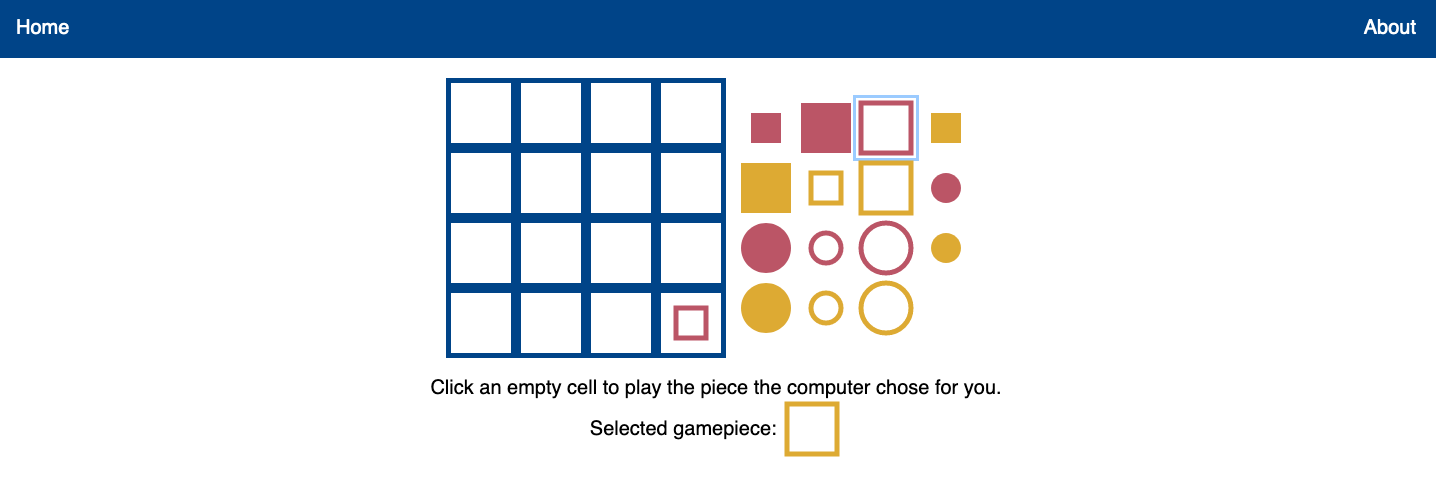 Home
About
Click an empty cell to play the piece the computer chose for you.
Selected gamepiece: